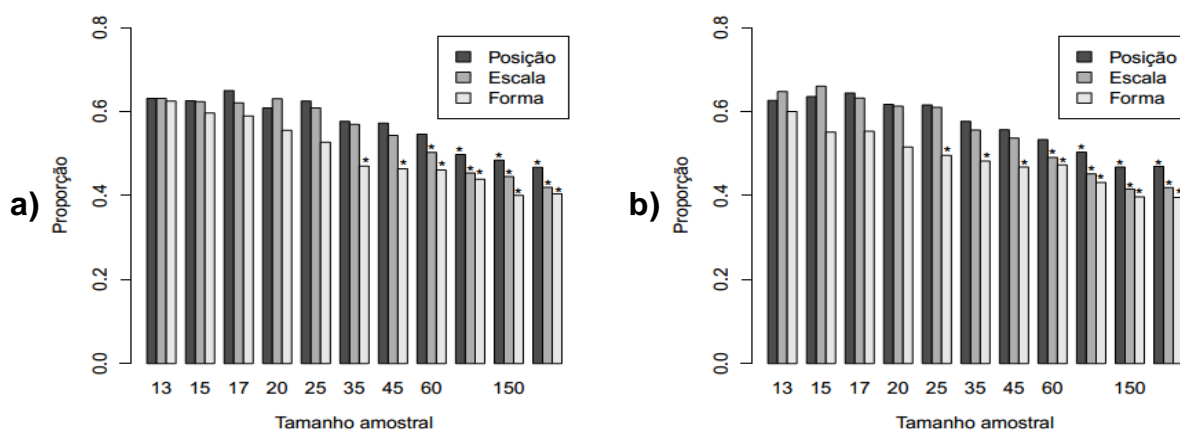 a)
Proporção
0.8
0.6
0.4
0.2
0.0
Posição
Escala
Forma
* * * * * * * * * * * * *
13 15 17 20 25 35 45 60 150
Tamanho amostral
b)
Proporção
0.8
0.6
0.4
0.2
0.0
Posição
Escala
Forma
* * * * * * * * * * * * * *
13 15 17 20 25 35 45 60 150
Tamanho amostral